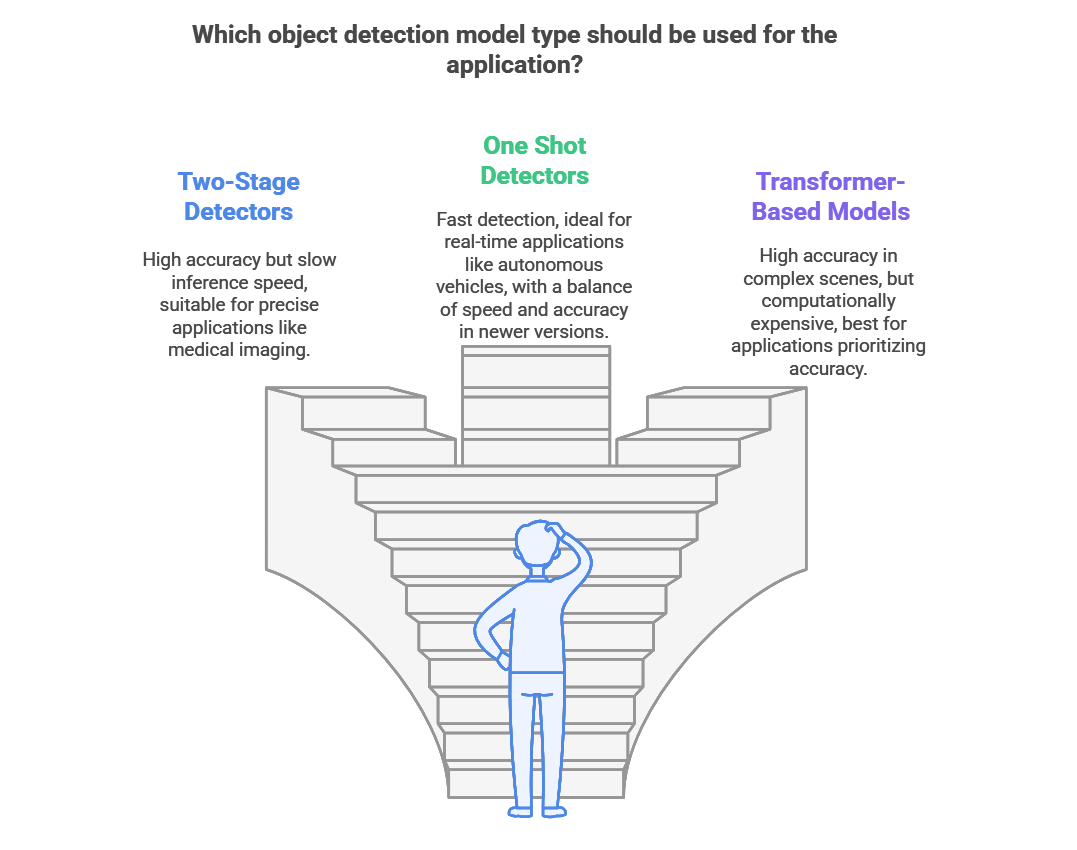 Which object detection model type should be used for the
application?
Two-Stage
Detectors
High accuracy but slow
inference speed,
suitable for precise
applications like
medical imaging.
One Shot
Detectors
Fast detection, ideal for
real-time applications
like autonomous
vehicles, with a balance
of speed and accuracy
in newer versions.
Transformer-
Based Models
High accuracy in
complex scenes, but
computationally
expensive, best for
applications prioritizing
accuracy.